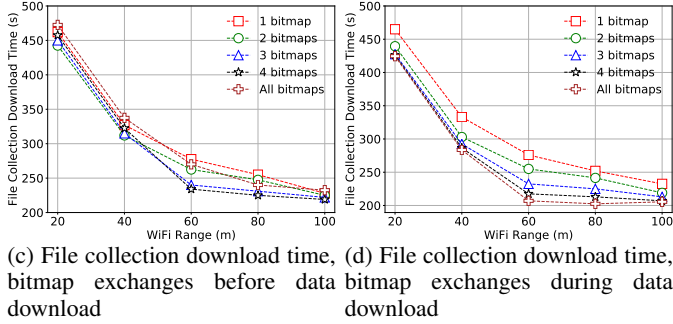 500
450
400
350
300
250
200
File Collection Download Time (s)
1 bitmap
2 bitmaps
3 bitmaps
4 bitmaps
All bitmaps
20 40 60 80 100
WiFi Range (m)
(c) File collection download time,
bitmap exchanges before data
download
500
450
400
350
300
250
200
File Collection Download Time (s)
1 bitmap
2 bitmaps
3 bitmaps
4 bitmaps
All bitmaps
20 40 60 80 100
WiFi Range (m)
(d) File collection download time,
bitmap exchanges during data
download